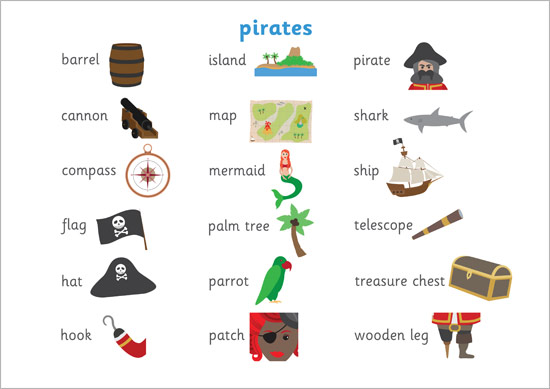 pirates
barrel island pirate
cannon map shark
compass mermaid ship
flag palm tree telescope
hat parrot treasure chest
hook patch wooden leg